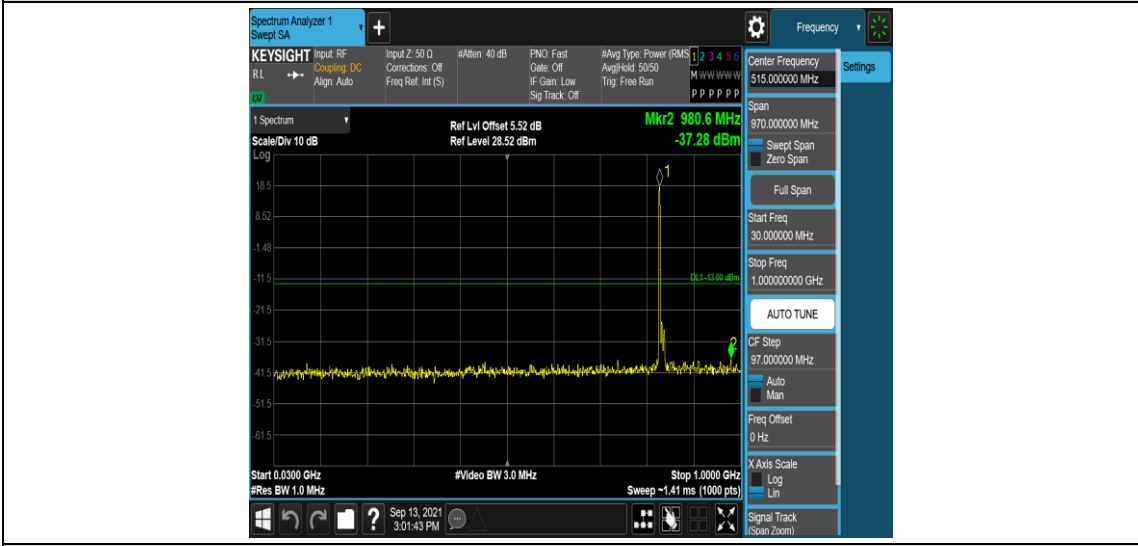 Spectrum Analyzer 1
Swept SA
+
Frequency
KEYSIGHT
RL
LM
Input: RF
Coupling: DC
Align: Auto
Input Z: 50 Ω
Corrections: Off
Freq Ref: Int (S)
#Atten: 40 dB
PNO: Fast
Gate: Off
IF Gain: Low
Sig Track: Off
#Avg Type: Power (RMS
Avg|Hold: 50/50
Trig: Free Run
1 2 3 4 5 6
M W W W W W
P P P P P P
1 Spectrum
Scale/Div 10 dB
Log
Ref Lvl Offset 5.52 dB
Ref Level 28.52 dBm
Mkr2 980.6 MHz
-37.28 dBm
1
18.5
8.52
-1.48
-11.5
DL1 -13.00 dBm
-21.5
-31.5
2
-41.5
-51.5
-61.5
Start 0.0300 GHz
#Res BW 1.0 MHz
#Video BW 3.0 MHz
Stop 1.0000 GHz
Sweep ~1.41 ms (1000 pts)
?
Sep 13, 2021
3:01:43 PM
Center Frequency
515.000000 MHz
Settings
Span
970.000000 MHz
Swept Span
Zero Span
Full Span
Start Freq
30.000000 MHz
Stop Freq
1.000000000 GHz
AUTO TUNE
CF Step
97.000000 MHz
Auto
Man
Freq Offset
0 Hz
X Axis Scale
Log
Lin
Signal Track
(Span Zoom)